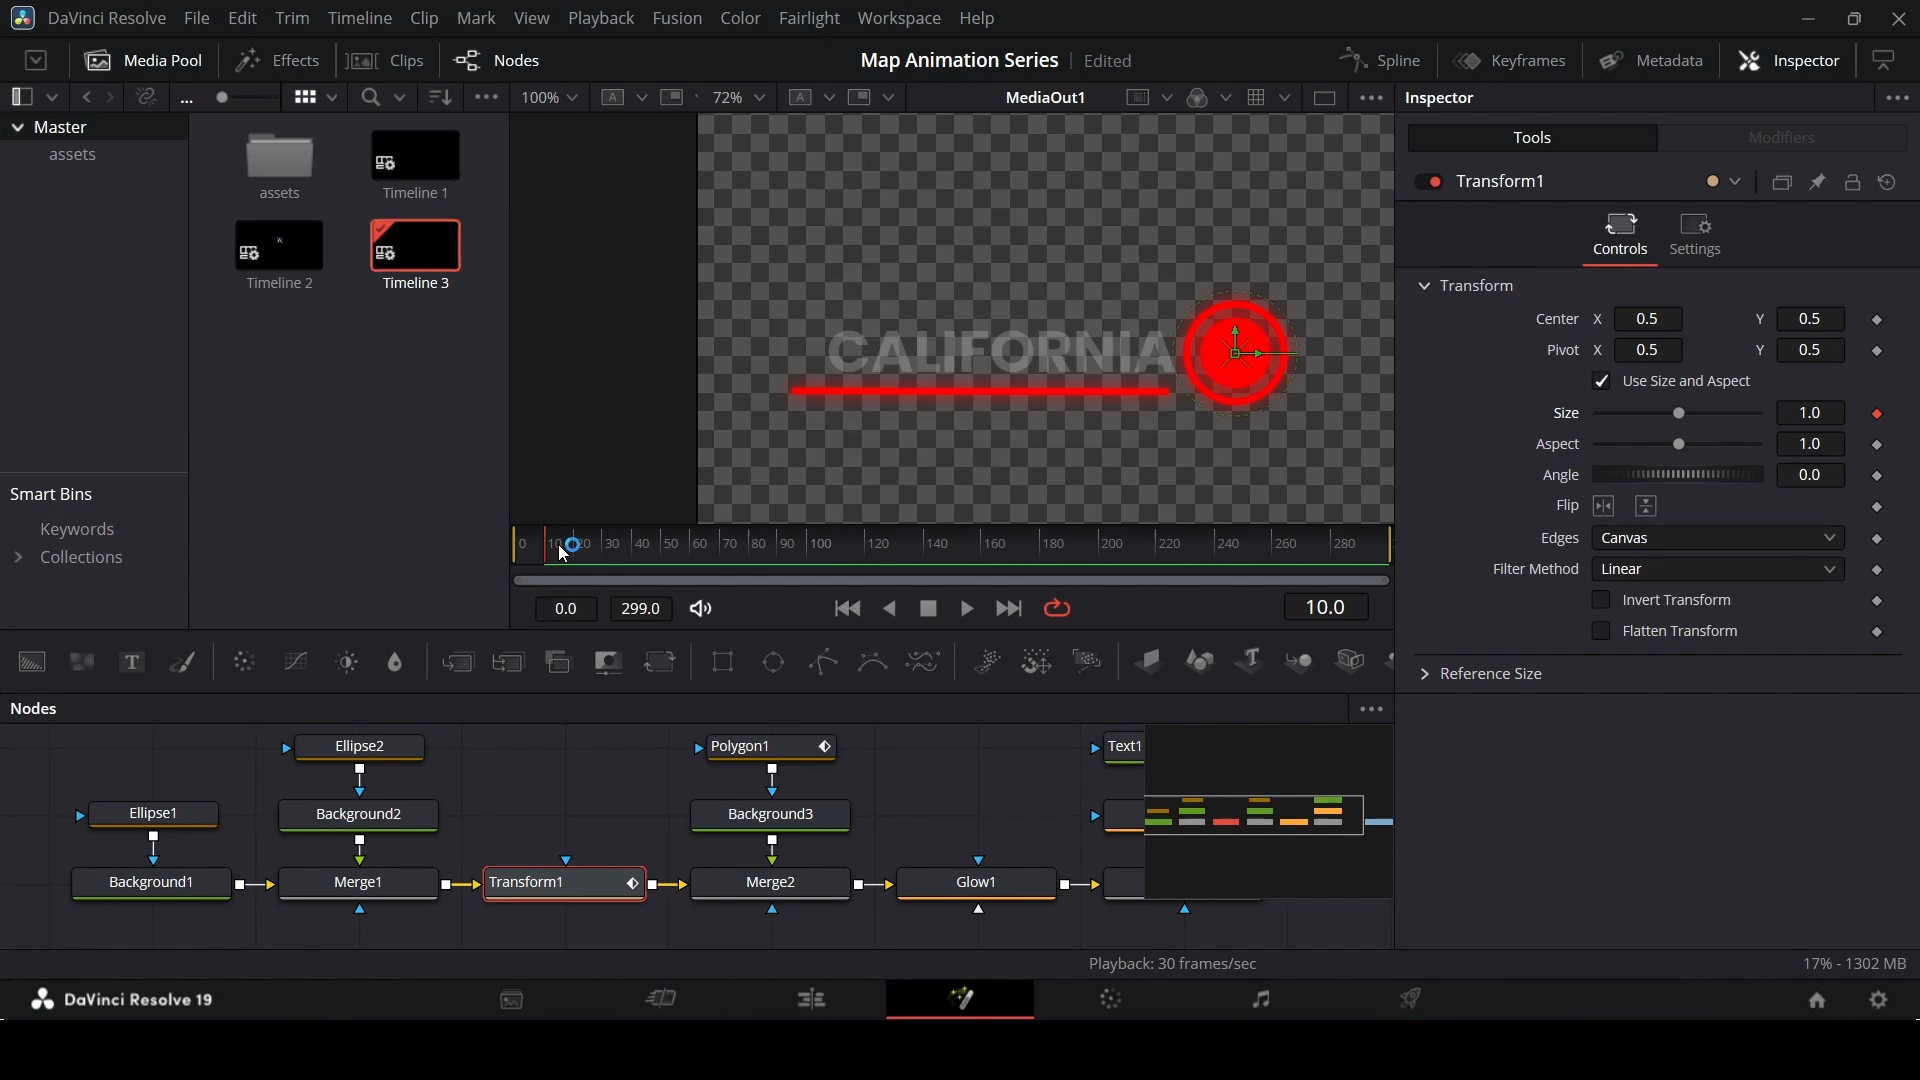 DaVinci Resolve File Edit Trim Timeline Clip Mark View Playback Fusion Color Fairlight Workspace Help
Media Pool Effects Clips Nodes Map Animation Series Edited Spline Keyframes Metadata Inspector
... 100% A 72% A MediaOut1 Inspector
Master
assets
assets
Timeline 1
Timeline 2
Timeline 3
Smart Bins
Keywords
Collections
CALIFORNIA
0 10 20 30 40 50 60 70 80 90 100 120 140 160 180 200 220 240 260 280
0.0 299.0 10.0
Tools Modifiers
Transform1
Controls Settings
Transform
Center X 0.5 Y 0.5
Pivot X 0.5 Y 0.5
Use Size and Aspect
Size 1.0
Aspect 1.0
Angle 0.0
Flip
Edges Canvas
Filter Method Linear
Invert Transform
Flatten Transform
Reference Size
T T
Nodes
Ellipse2 Polygon1 Text1
Ellipse1 Background2 Background3
Background1 Merge1 Transform1 Merge2 Glow1
Playback: 30 frames/sec 17% - 1302 MB
DaVinci Resolve 19